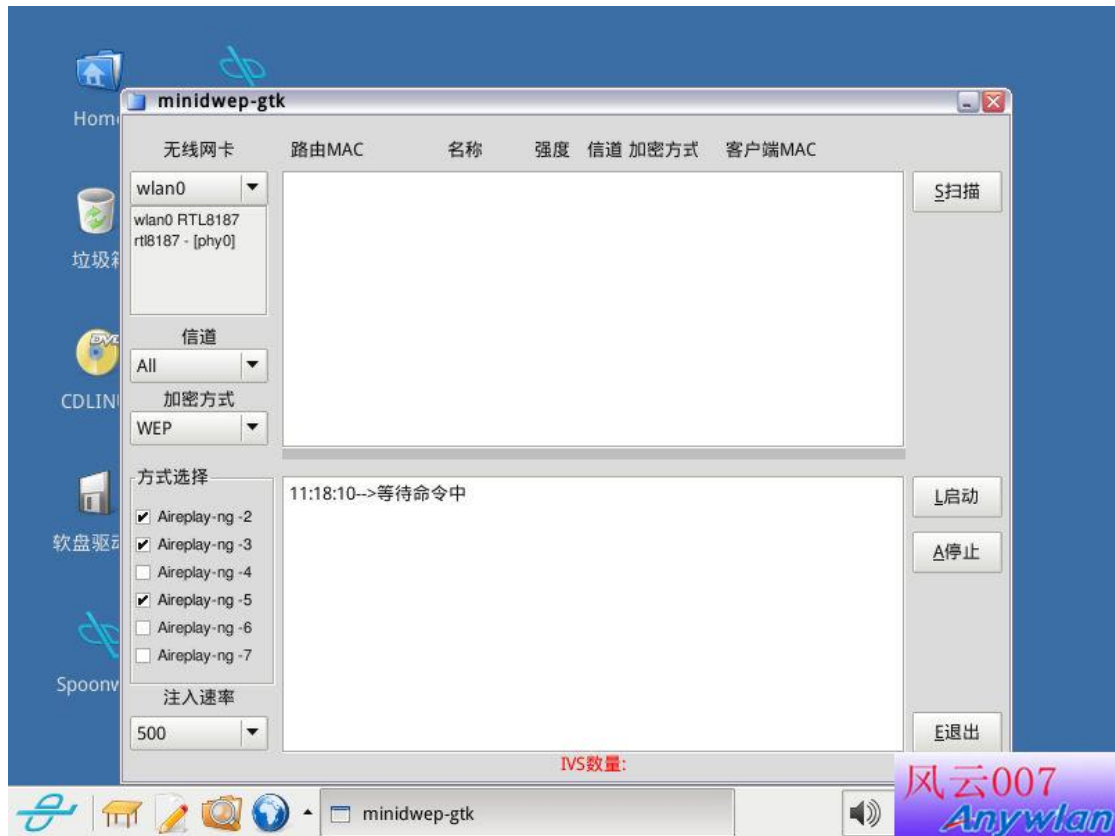 Home
垃圾
CDLIN
软盘驱动
Spoonw
minidwep-gtk
无线网卡 路由MAC 名称 强度 信道 加密方式 客户端MAC
wlan0
wlan0 RTL8187
rtl8187 - [phy0]
S扫描
信道
All
加密方式
WEP
方式选择
Aireplay-ng -2
Aireplay-ng -3
Aireplay-ng -4
Aireplay-ng -5
Aireplay-ng -6
Aireplay-ng -7
注入速率
500
11:18:10-->等待命令中
L启动
A停止
E退出
IVS数量:
minidwep-gtk
风云007
Anywlan